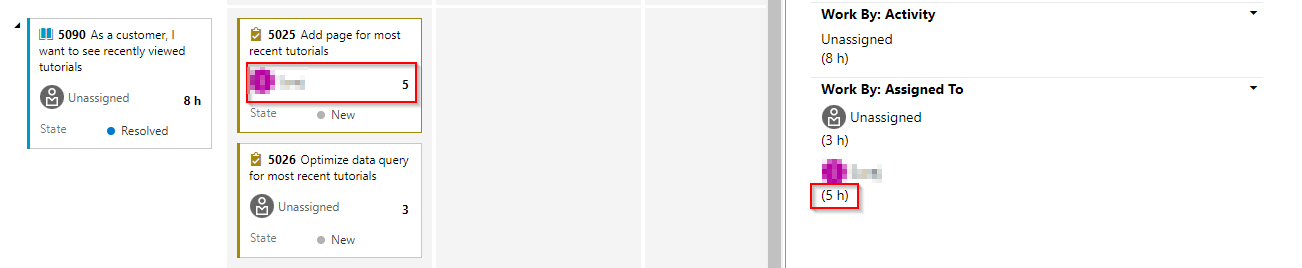 5090 As a customer, I
want to see recently viewed
tutorials
Unassigned 8 h
State Resolved
5025 Add page for most
recent tutorials
5
State New
5026 Optimize data query
for most recent tutorials
Unassigned 3
State New
Work By: Activity
Unassigned
(8 h)
Work By: Assigned To
Unassigned
(3 h)
(5 h)